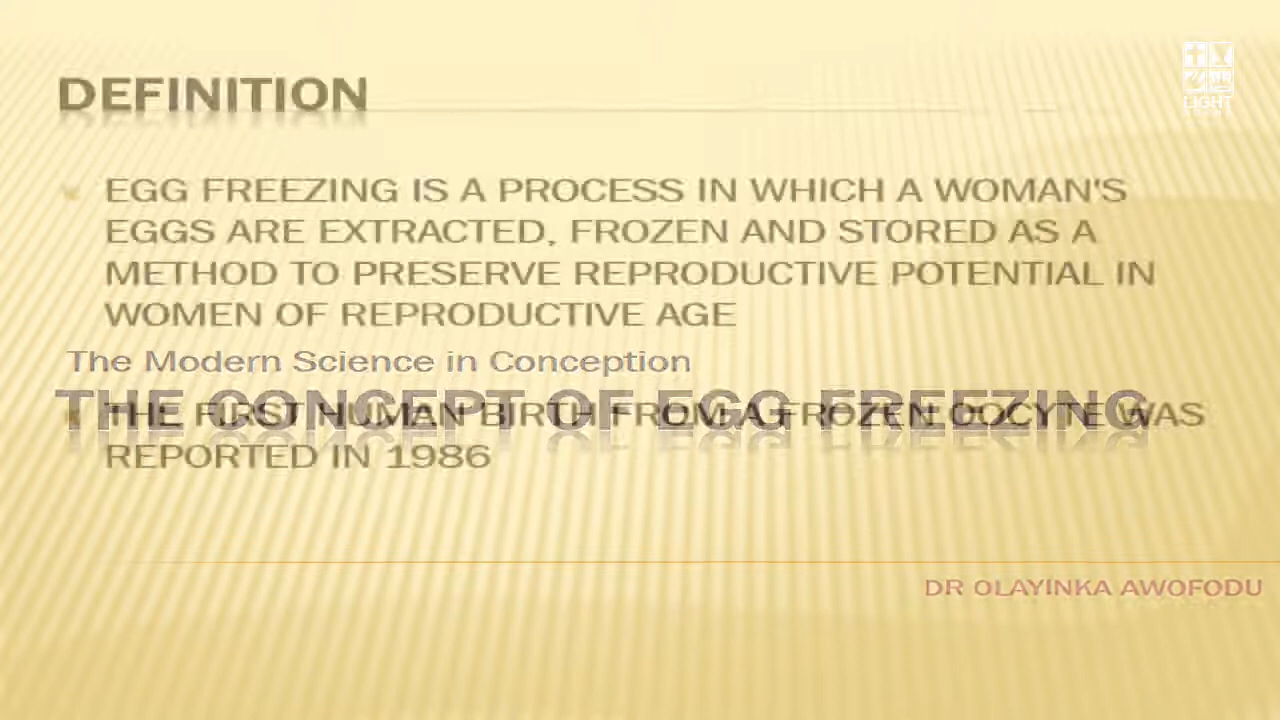 LIGHT
DEFINITION
EGG FREEZING IS A PROCESS IN WHICH A WOMAN'S
EGGS ARE EXTRACTED, FROZEN AND STORED AS A
METHOD TO PRESERVE REPRODUCTIVE POTENTIAL IN
WOMEN OF REPRODUCTIVE AGE
The Modern Science in Conception
THE CONCEPT OF EGG FREEZING
THE FIRST HUMAN BIRTH FROM A FROZEN OOCYTE WAS
REPORTED IN 1986
DR OLAYINKA AWOFODU